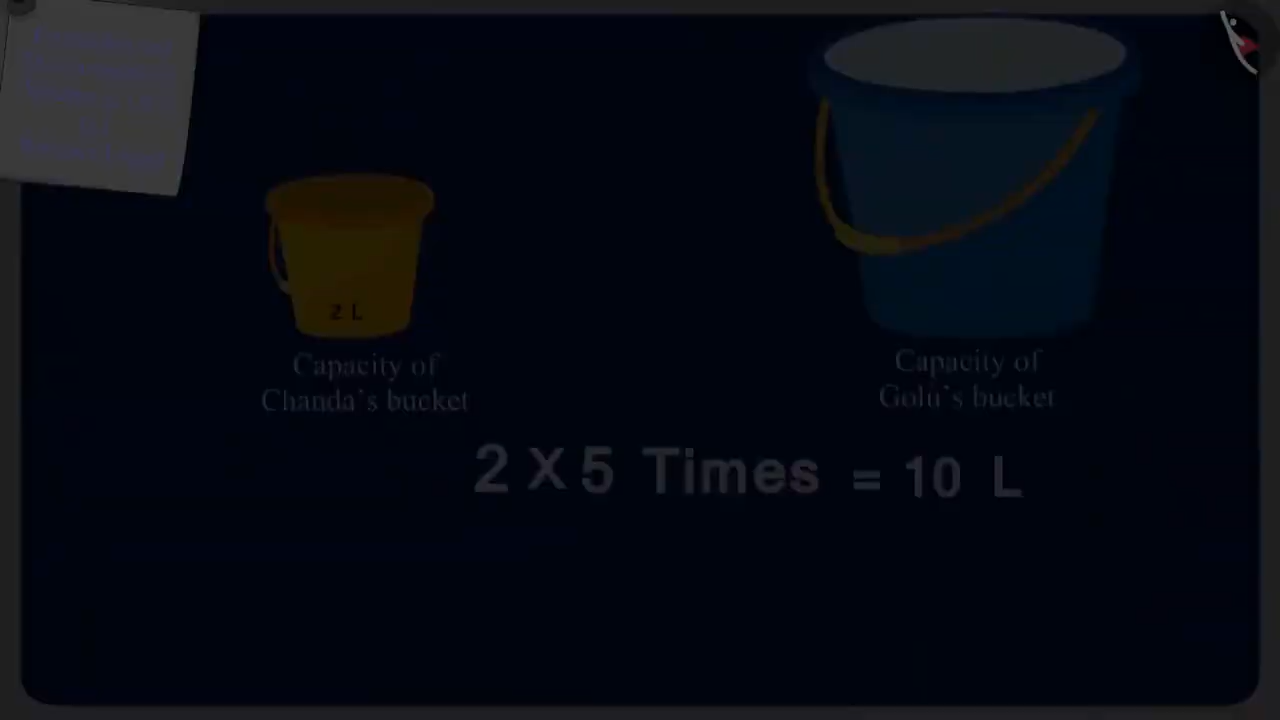 2 L
Capacity of
Chanda's bucket
Capacity of
Golu's bucket
2 X 5 Times = 10 L